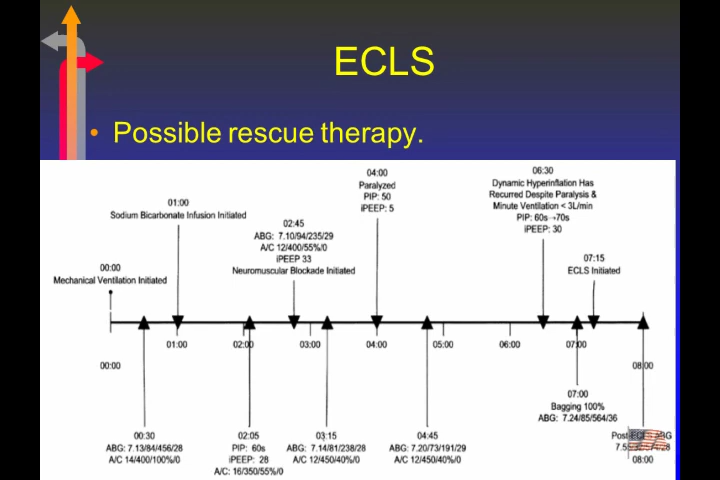 ECLS
• Possible rescue therapy.
04:00
Paralyzed
PIP: 50
iPEEP: 5
06:30
Dynamic Hyperinflation Has
Recurred Despite Paralysis &
Minute Ventilation < 3L/min
PIP: 60s→70s
iPEEP: 30
01:00
Sodium Bicarbonate Infusion Initiated
02:45
ABG: 7.10/94/235/29
A/C 12/400/55%/0
iPEEP 33
Neuromuscular Blockade Initiated
07:15
ECLS Initiated
00:00
Mechanical Ventilation Initiated
01:00 02:00 03:00 04:00 05:00 06:00 07:00
00:00 08:00
07:00
Bagging 100%
ABG: 7.24/85/564/36
00:30
ABG: 7.13/84/456/28
A/C 14/400/100%/0
02:05
PIP: 60s
iPEEP: 28
A/C: 16/350/55%/0
03:15
ABG: 7.14/81/238/28
A/C 12/450/40%/0
04:45
ABG: 7.20/73/191/29
A/C 12/450/40%/0
Post ABG
08:00